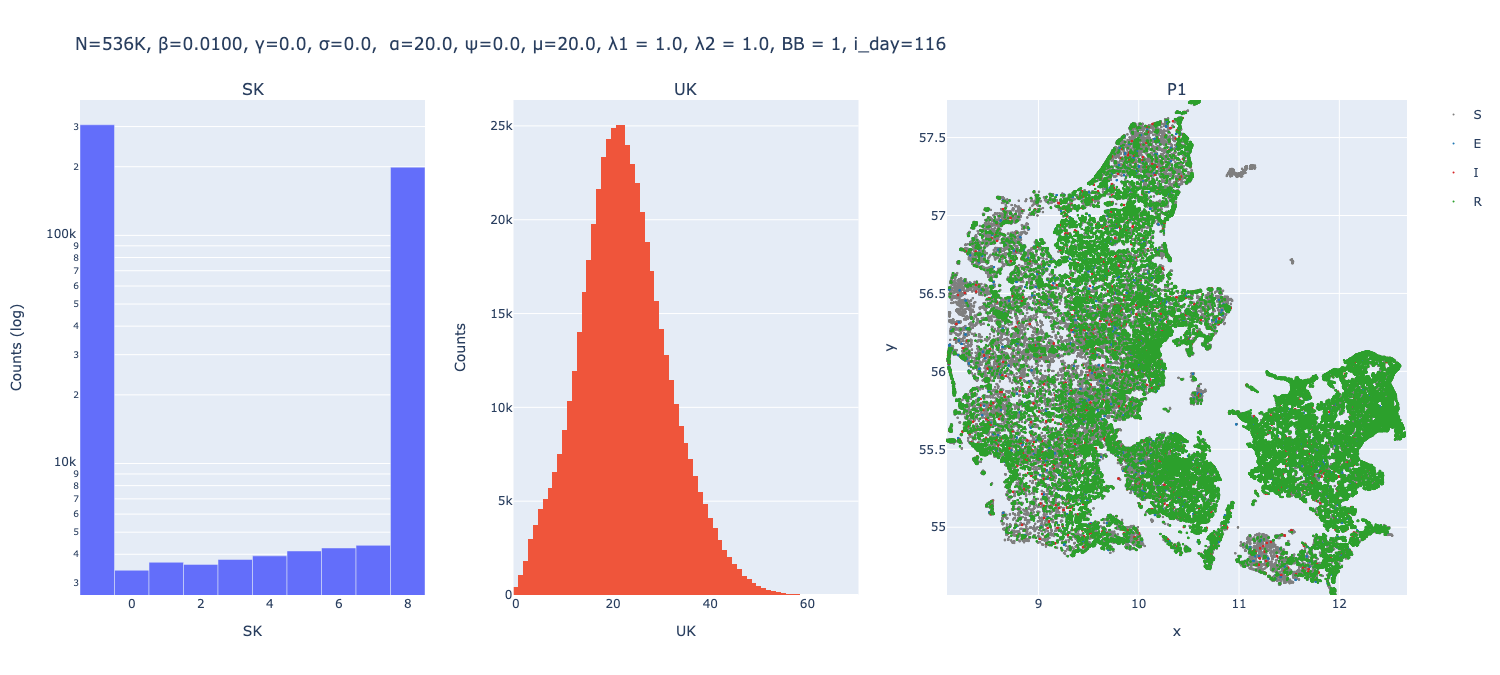 N=536K, β=0.0100, γ=0.0, σ=0.0,  α=20.0, ψ=0.0, μ=20.0, λ1 = 1.0, λ2 = 1.0, BB = 1, i_day=116
SK
3
2
100k
9
8
7
6
5
4
3
2
10k
9
8
7
6
5
4
3
0 2 4 6 8
SK
Counts (log)
UK
25k
20k
15k
10k
5k
0
0 20 40 60
UK
Counts
P1
57.5
57
56.5
56
55.5
55
9 10 11 12
x
y
S
E
I
R